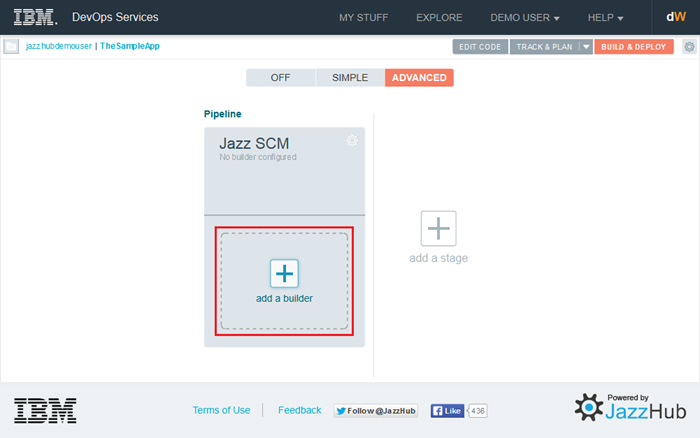 IBM. DevOps Services MY STUFF EXPLORE DEMO USER HELP dW
jazzhubdemouser | TheSampleApp EDIT CODE TRACK & PLAN BUILD & DEPLOY
OFF SIMPLE ADVANCED
Pipeline
Jazz SCM
No builder configured
add a builder
add a stage
IBM Terms of Use Feedback Follow @JazzHub f Like 436
Powered by
JazzHub